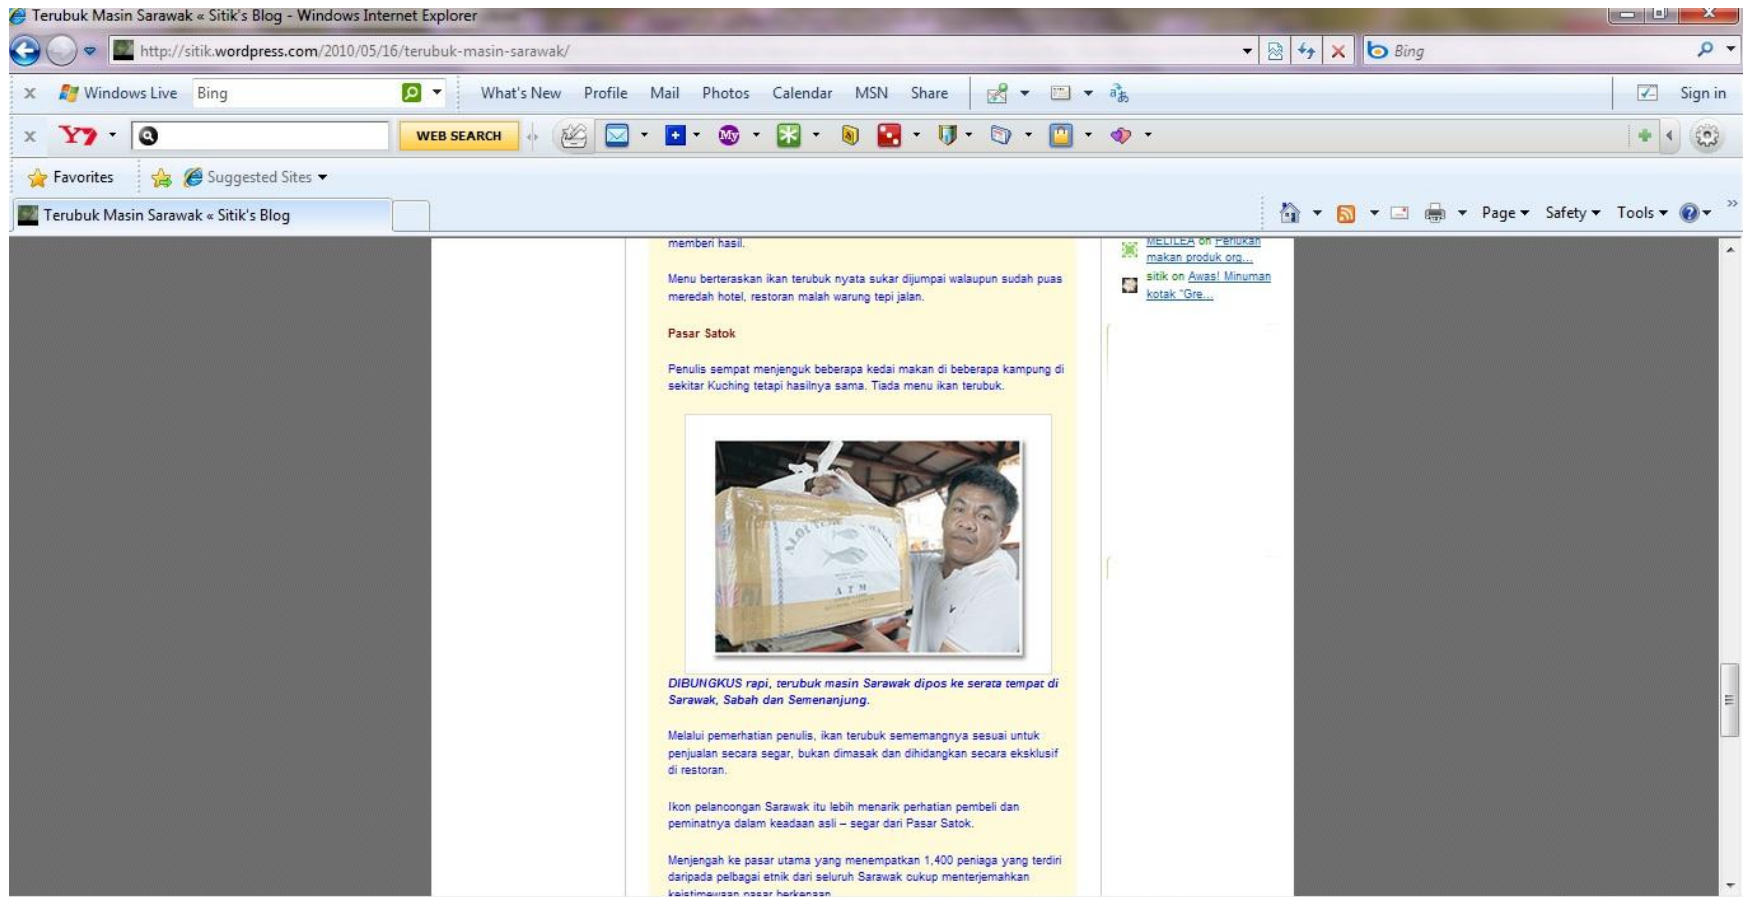 Terubuk Masin Sarawak « Sitik's Blog - Windows Internet Explorer
http://sitik.wordpress.com/2010/05/16/terubuk-masin-sarawak/
Bing
Windows Live
Bing
What's New Profile Mail Photos Calendar MSN Share
Sign in
WEB SEARCH
My
Favorites
Suggested Sites
Terubuk Masin Sarawak « Sitik's Blog
Page Safety Tools
memberi hasil.
Menu berteraskan ikan terubuk nyata sukar dijumpai walaupun sudah puas
meredah hotel, restoran malah warung tepi jalan.
Pasar Satok
Penulis sempat menjenguk beberapa kedai makan di beberapa kampung di
sekitar Kuching tetapi hasilnya sama. Tiada menu ikan terubuk.
A T M
DIBUNGKUS rapi, terubuk masin Sarawak dipos ke serata tempat di
Sarawak, Sabah dan Semenanjung.
Melalui pemerhatian penulis, ikan terubuk sememangnya sesuai untuk
penjualan secara segar, bukan dimasak dan dihidangkan secara eksklusif
di restoran.
Ikon pelancongan Sarawak itu lebih menarik perhatian pembeli dan
peminatnya dalam keadaan asli – segar dari Pasar Satok.
Menjengah ke pasar utama yang menempatkan 1,400 peniaga yang terdiri
daripada pelbagai etnik dari seluruh Sarawak cukup menterjemahkan
keistimewaan pasar berkenaan
MELILEA on Perlukan
makan produk org...
sitik on Awas! Minuman
kotak "Gre...